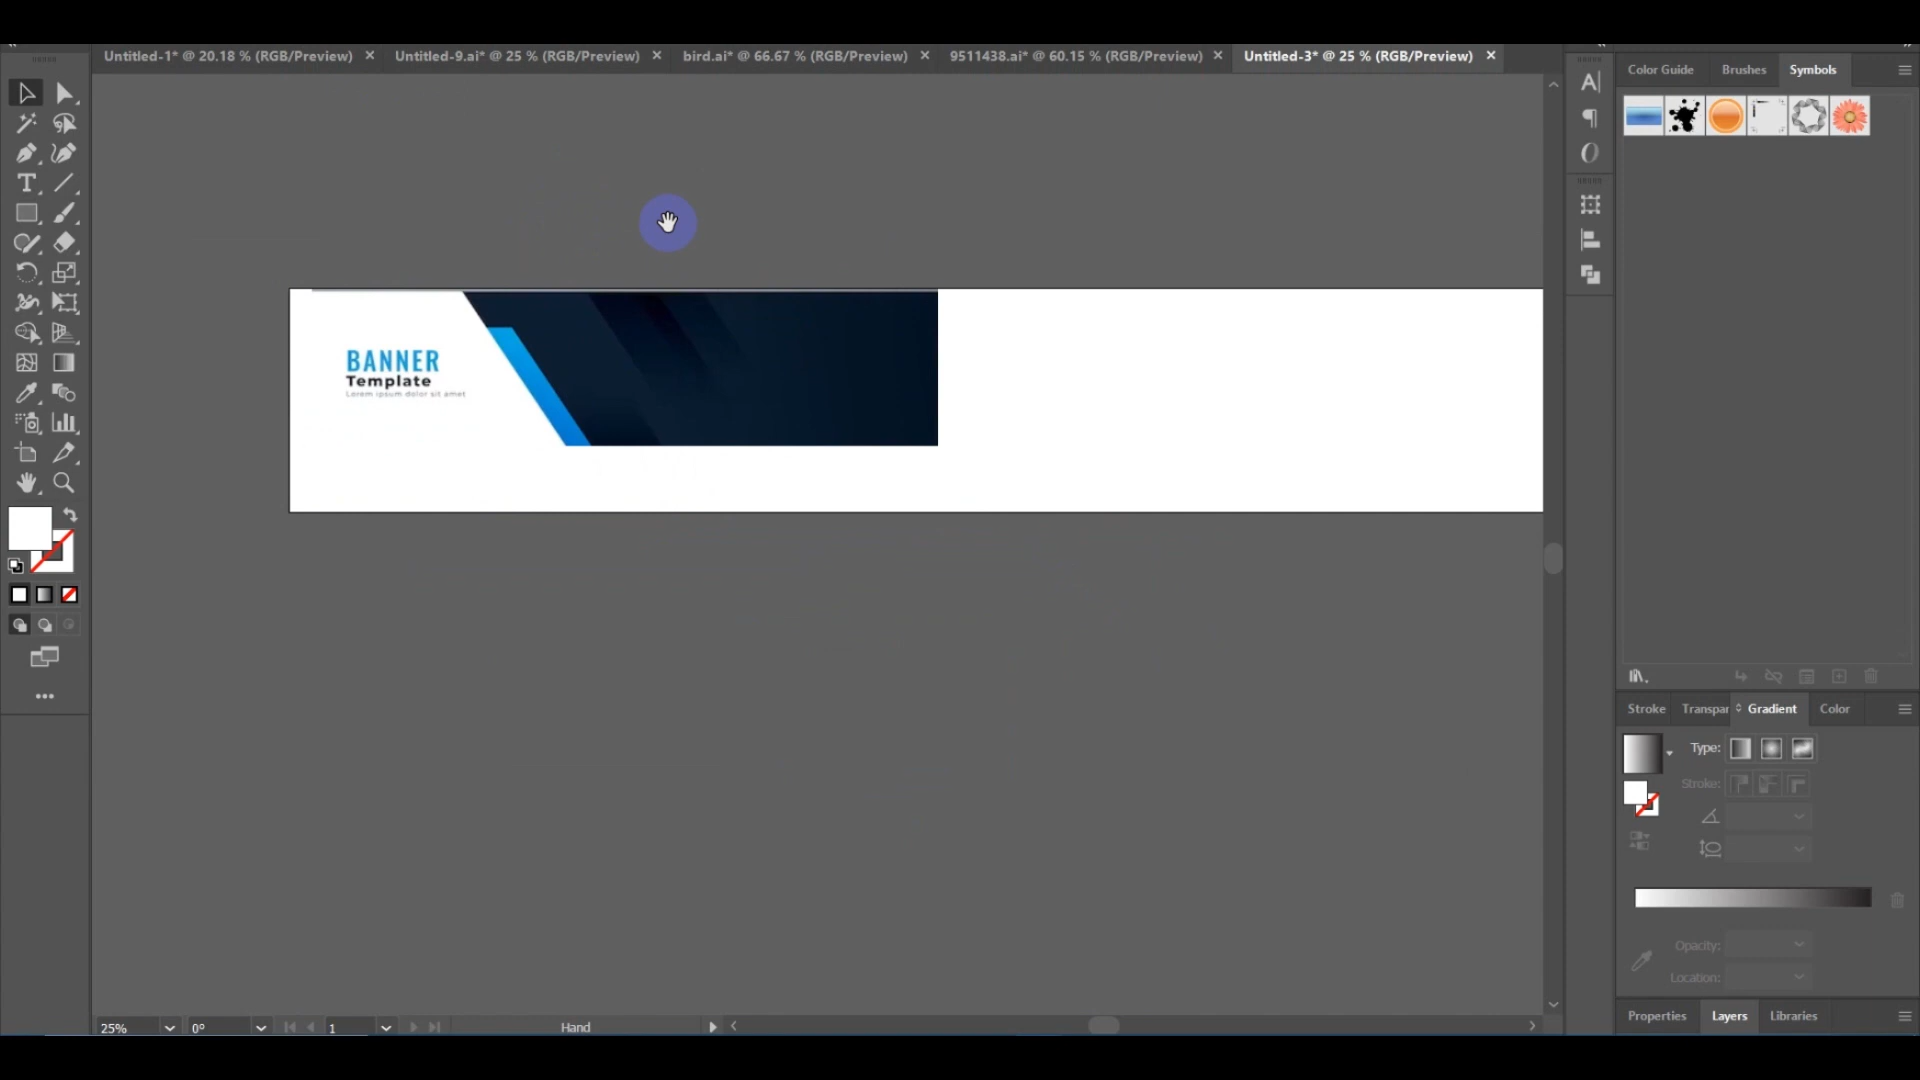 Untitled-1* @ 20.18 % (RGB/Preview) Untitled-9.ai* @ 25 % (RGB/Preview) bird.ai* @ 66.67 % (RGB/Preview) 9511438.ai* @ 60.15 % (RGB/Preview) Untitled-3* @ 25 % (RGB/Preview)
Color Guide Brushes Symbols
BANNER
Template
Lorem ipsum dolor sit amet
Stroke Transpar Gradient Color
Type:
Stroke:
Opacity:
Location:
Properties Layers Libraries
25% 0° 1 Hand